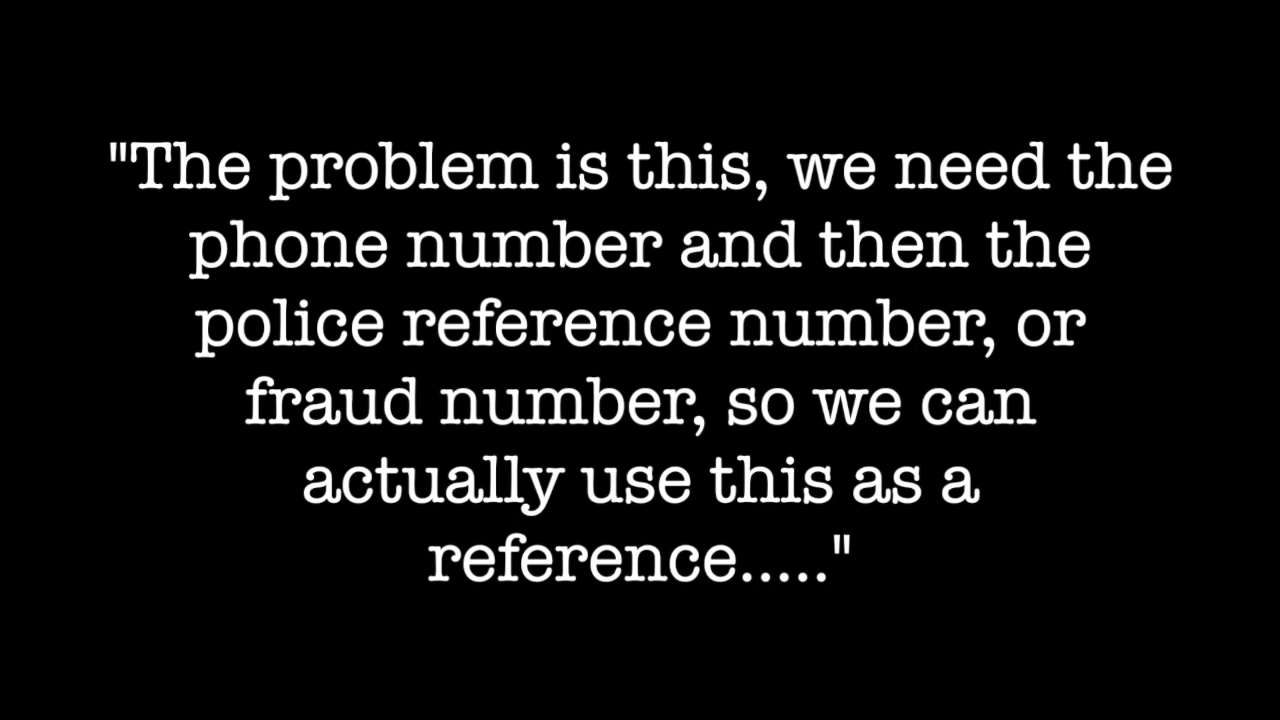 "The problem is this, we need the
phone number and then the
police reference number, or
fraud number, so we can
actually use this as a
reference....."